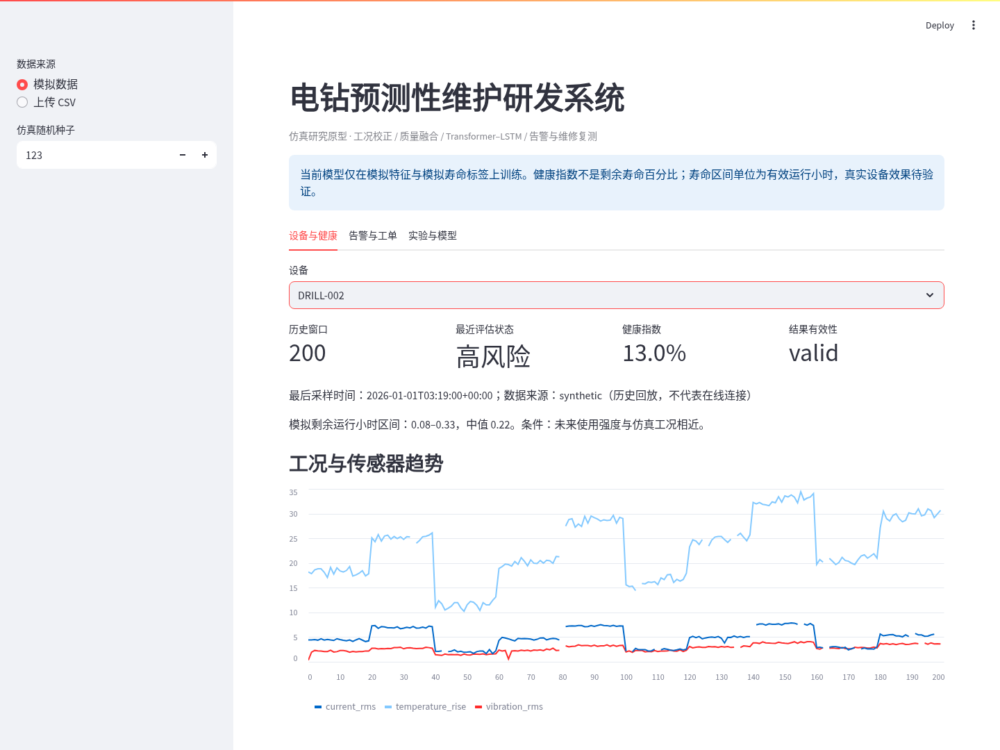 Deploy
数据来源
模拟数据
上传 CSV
仿真随机种子
123
电钻预测性维护研发系统
仿真研究原型 · 工况校正 / 质量融合 / Transformer–LSTM / 告警与维修复测
当前模型仅在模拟特征与模拟寿命标签上训练。健康指数不是剩余寿命百分比；寿命区间单位为有效运行小时，真实设备效果待验
证。
设备与健康 告警与工单 实验与模型
设备
DRILL-002
历史窗口 最近评估状态 健康指数 结果有效性
200 高风险 13.0% valid
最后采样时间：2026-01-01T03:19:00+00:00；数据来源：synthetic（历史回放，不代表在线连接）
模拟剩余运行小时区间：0.08–0.33，中值 0.22。条件：未来使用强度与仿真工况相近。
工况与传感器趋势
35
30
25
20
15
10
5
0
0 10 20 30 40 50 60 70 80 90 100 110 120 130 140 150 160 170 180 190 200
current_rms temperature_rise vibration_rms